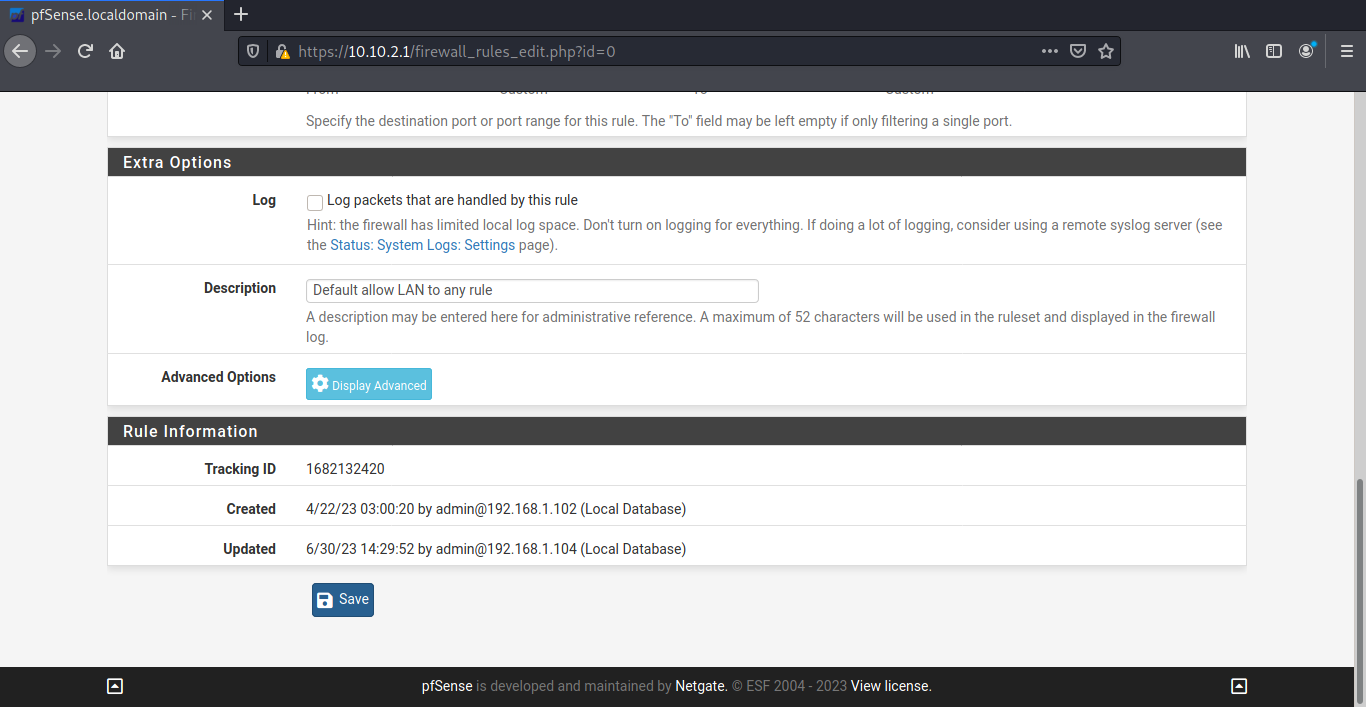 pfSense.localdomain - Fi
https://10.10.2.1/firewall_rules_edit.php?id=0
Specify the destination port or port range for this rule. The "To" field may be left empty if only filtering a single port.
Extra Options
Log
Log packets that are handled by this rule
Hint: the firewall has limited local log space. Don't turn on logging for everything. If doing a lot of logging, consider using a remote syslog server (see
the Status: System Logs: Settings page).
Description
Default allow LAN to any rule
A description may be entered here for administrative reference. A maximum of 52 characters will be used in the ruleset and displayed in the firewall
log.
Advanced Options
Display Advanced
Rule Information
Tracking ID 1682132420
Created 4/22/23 03:00:20 by admin@192.168.1.102 (Local Database)
Updated 6/30/23 14:29:52 by admin@192.168.1.104 (Local Database)
Save
pfSense is developed and maintained by Netgate. © ESF 2004 - 2023 View license.